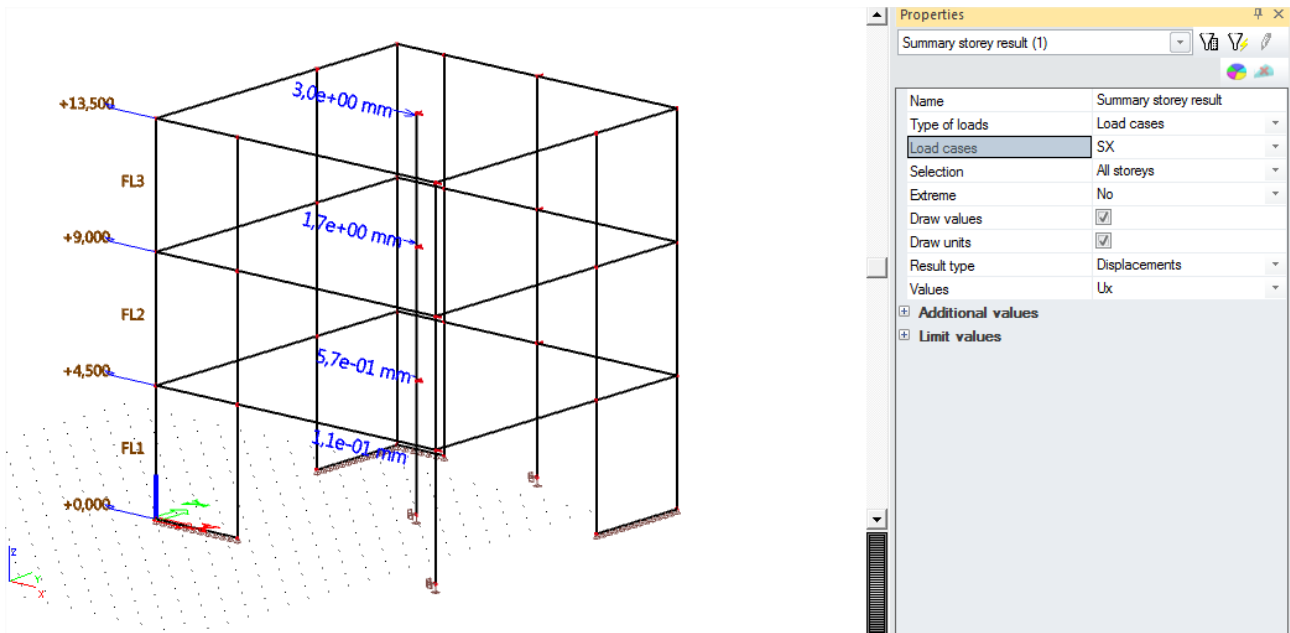 +13,500
3,0e+00 mm
FL3
+9,000
1,7e+00 mm
FL2
+4,500
5,7e-01 mm
FL1
1,1e-01 mm
+0,000
z
Y
X
Properties
Summary storey result (1)
Name Summary storey result
Type of loads Load cases
Load cases SX
Selection All storeys
Extreme No
Draw values
Draw units
Result type Displacements
Values Ux
Additional values
Limit values